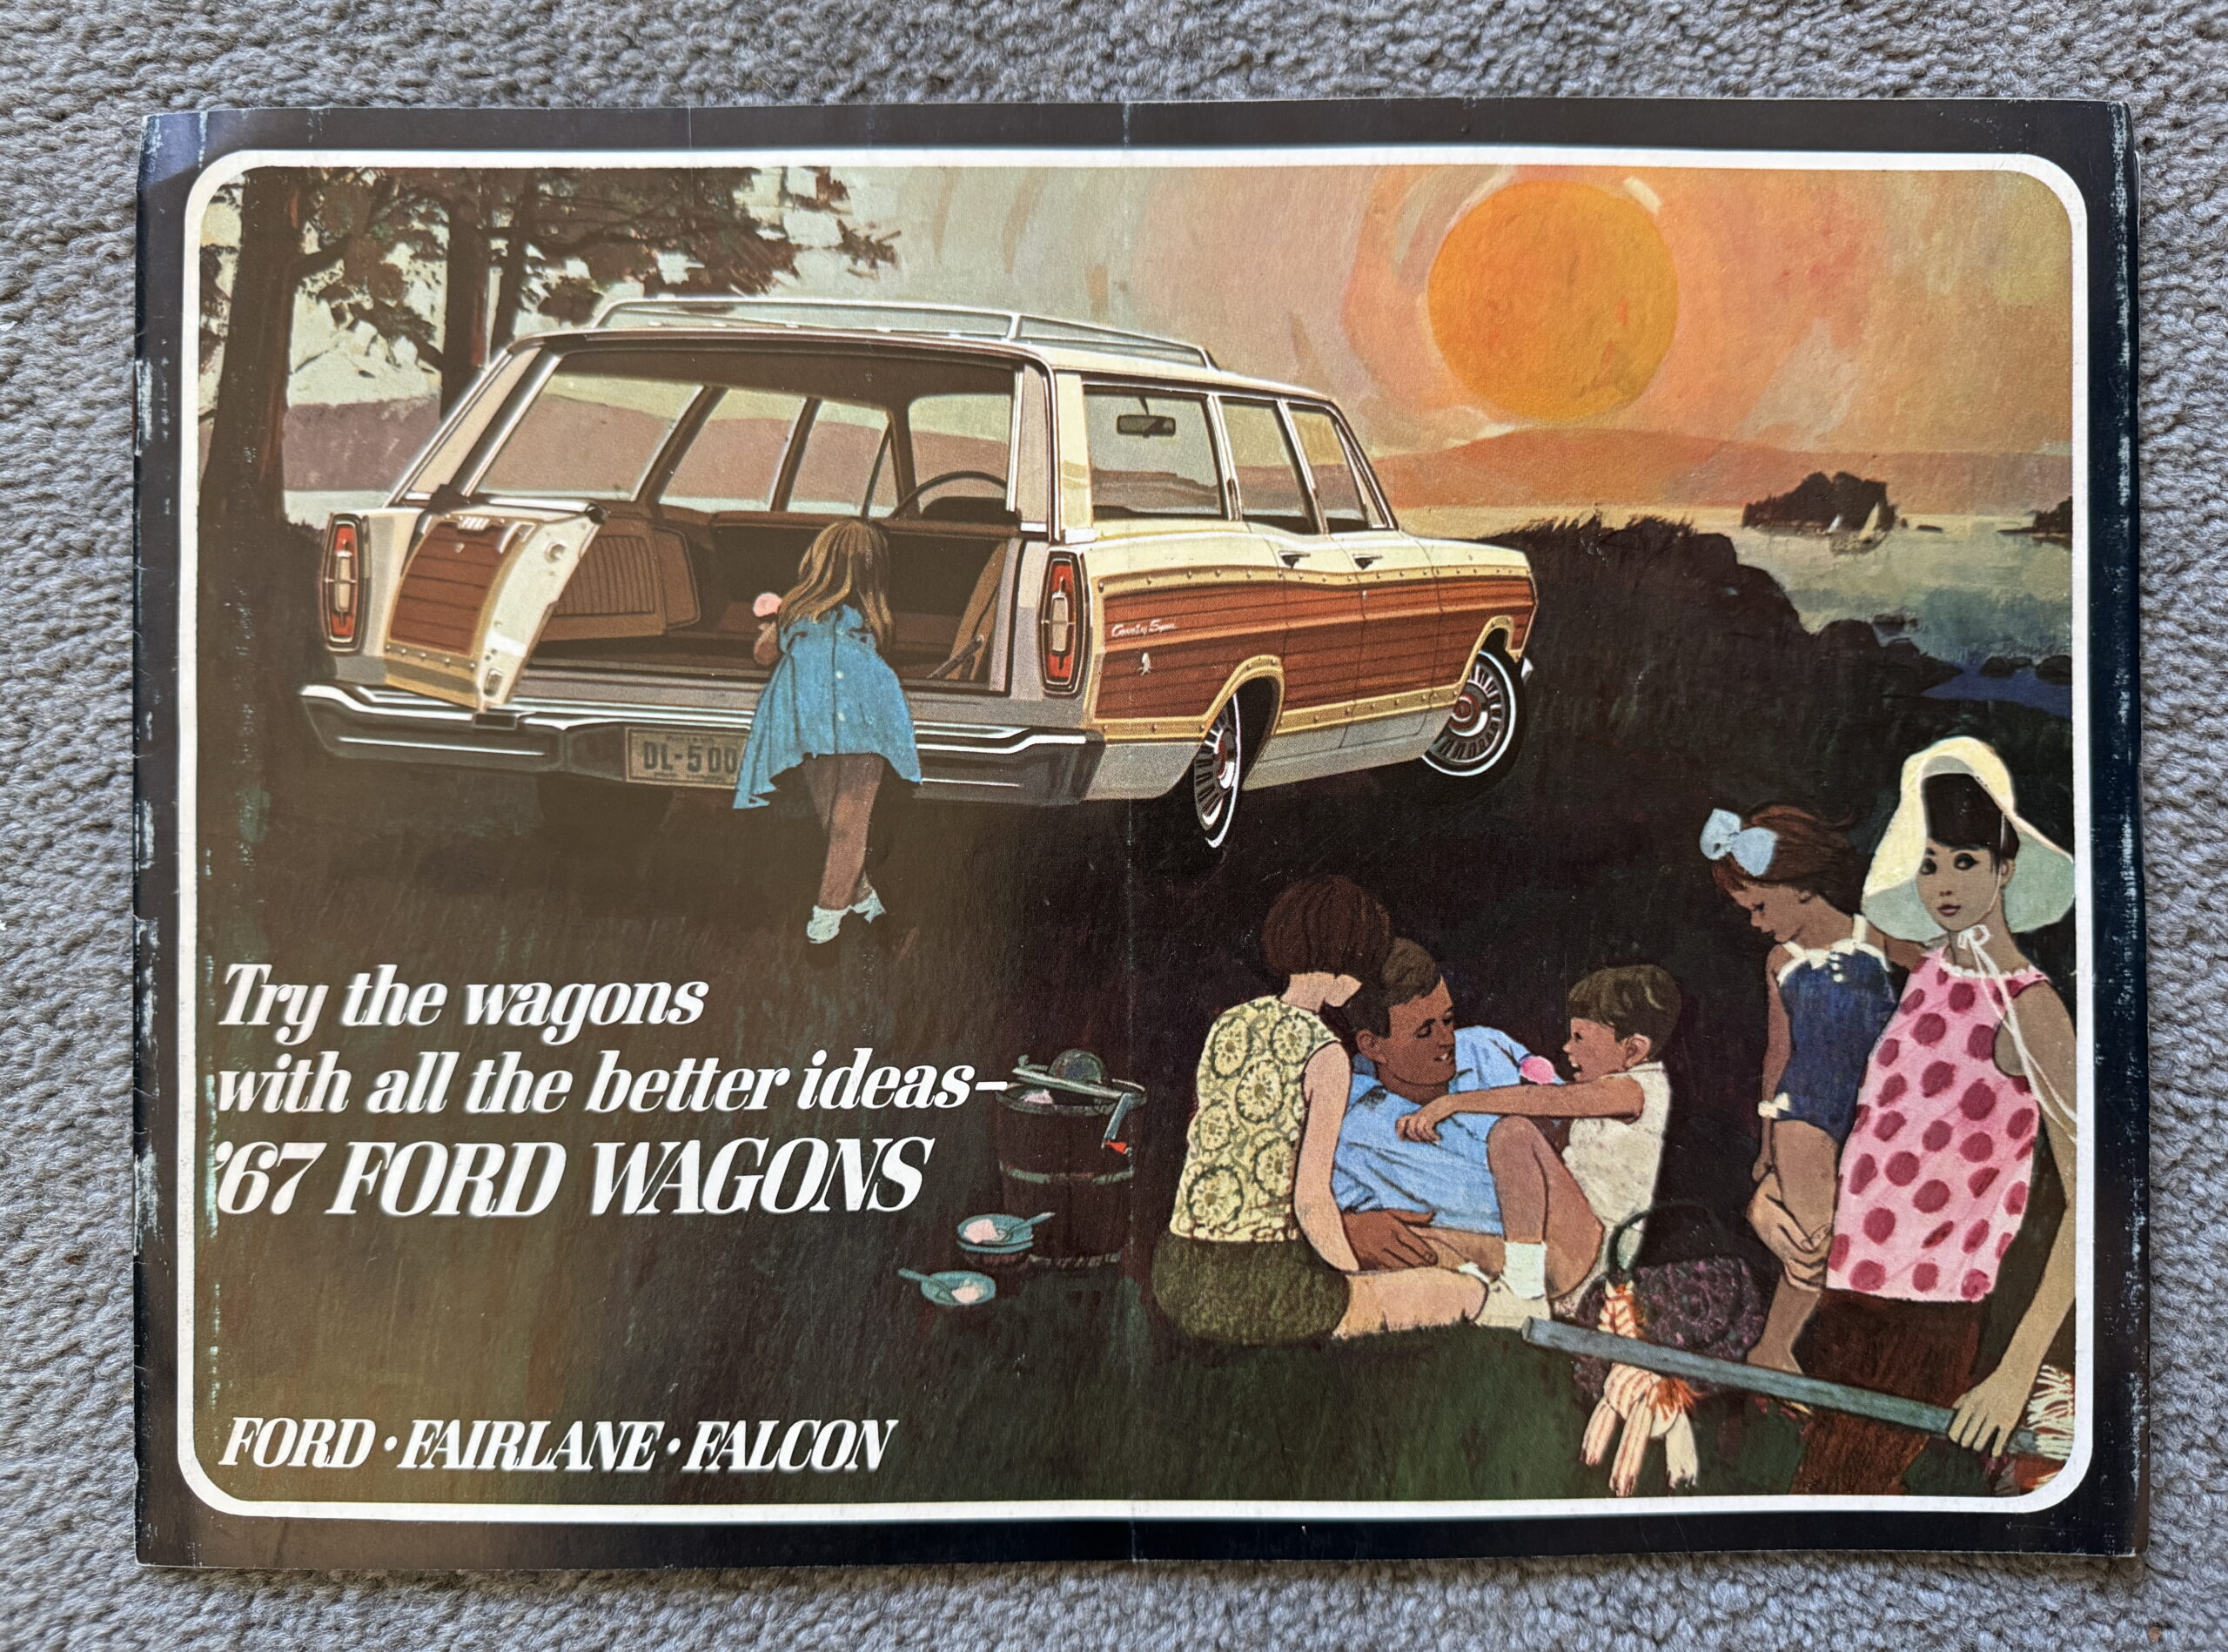 Country Squire
DL-500
Try the wagons
with all the better ideas–
'67 FORD WAGONS
FORD • FAIRLANE • FALCON